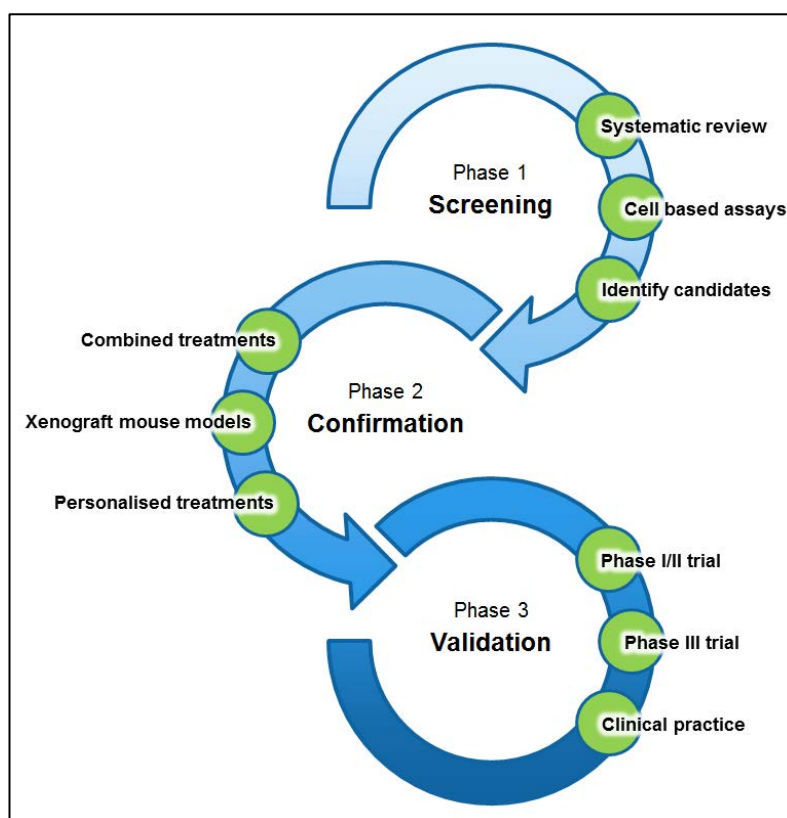 Systematic review
Phase 1
Screening
Cell based assays
Identify candidates
Combined treatments
Phase 2
Confirmation
Xenograft mouse models
Personalised treatments
Phase I/II trial
Phase 3
Validation
Phase III trial
Clinical practice